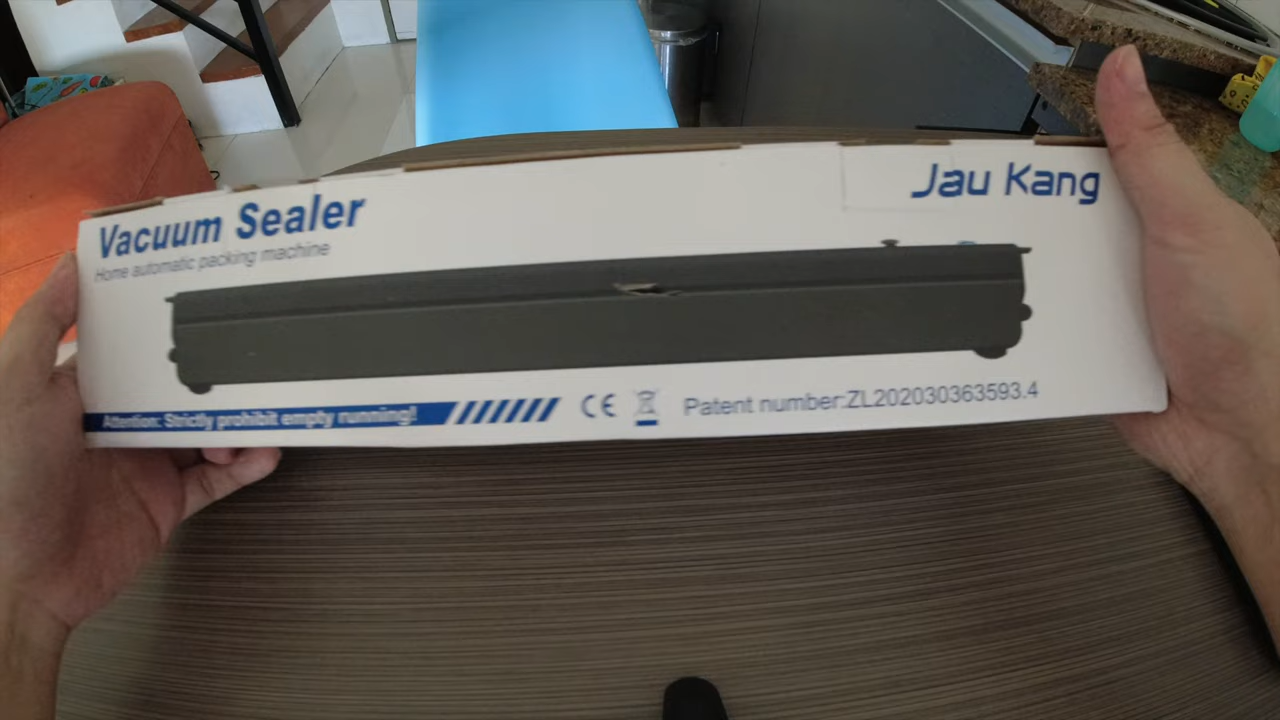 Vacuum Sealer
Home automatic packing machine
Jau Kang
Attention: Strictly prohibit empty running!
CE
Patent number:ZL202030363593.4